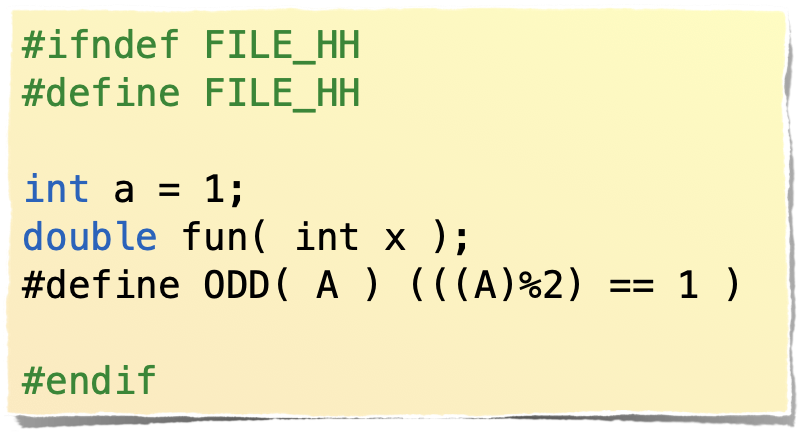 #ifndef FILE_HH
#define FILE_HH
int a = 1;
double fun( int x );
#define ODD( A ) (((A)%2) == 1 )
#endif